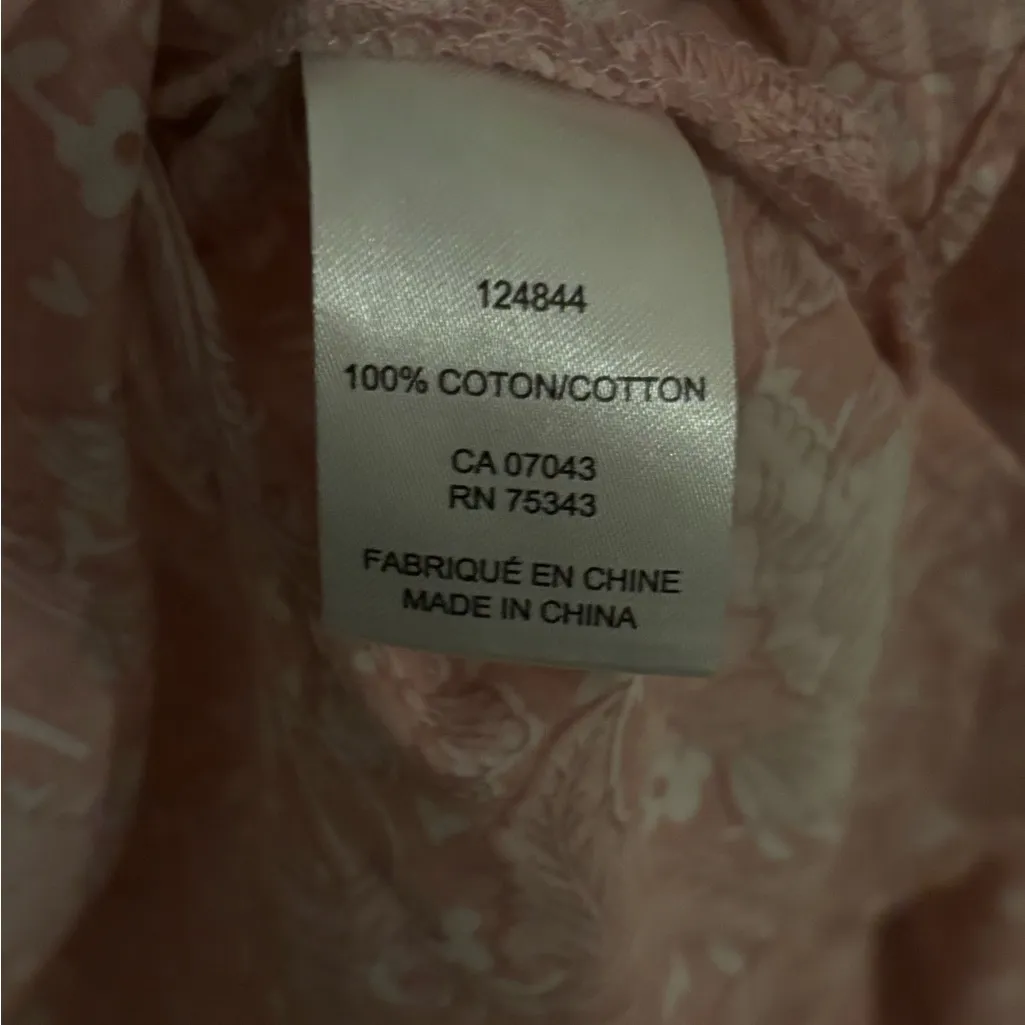 124844
100% COTON/COTTON
CA 07043
RN 75343
FABRIQUÉ EN CHINE
MADE IN CHINA